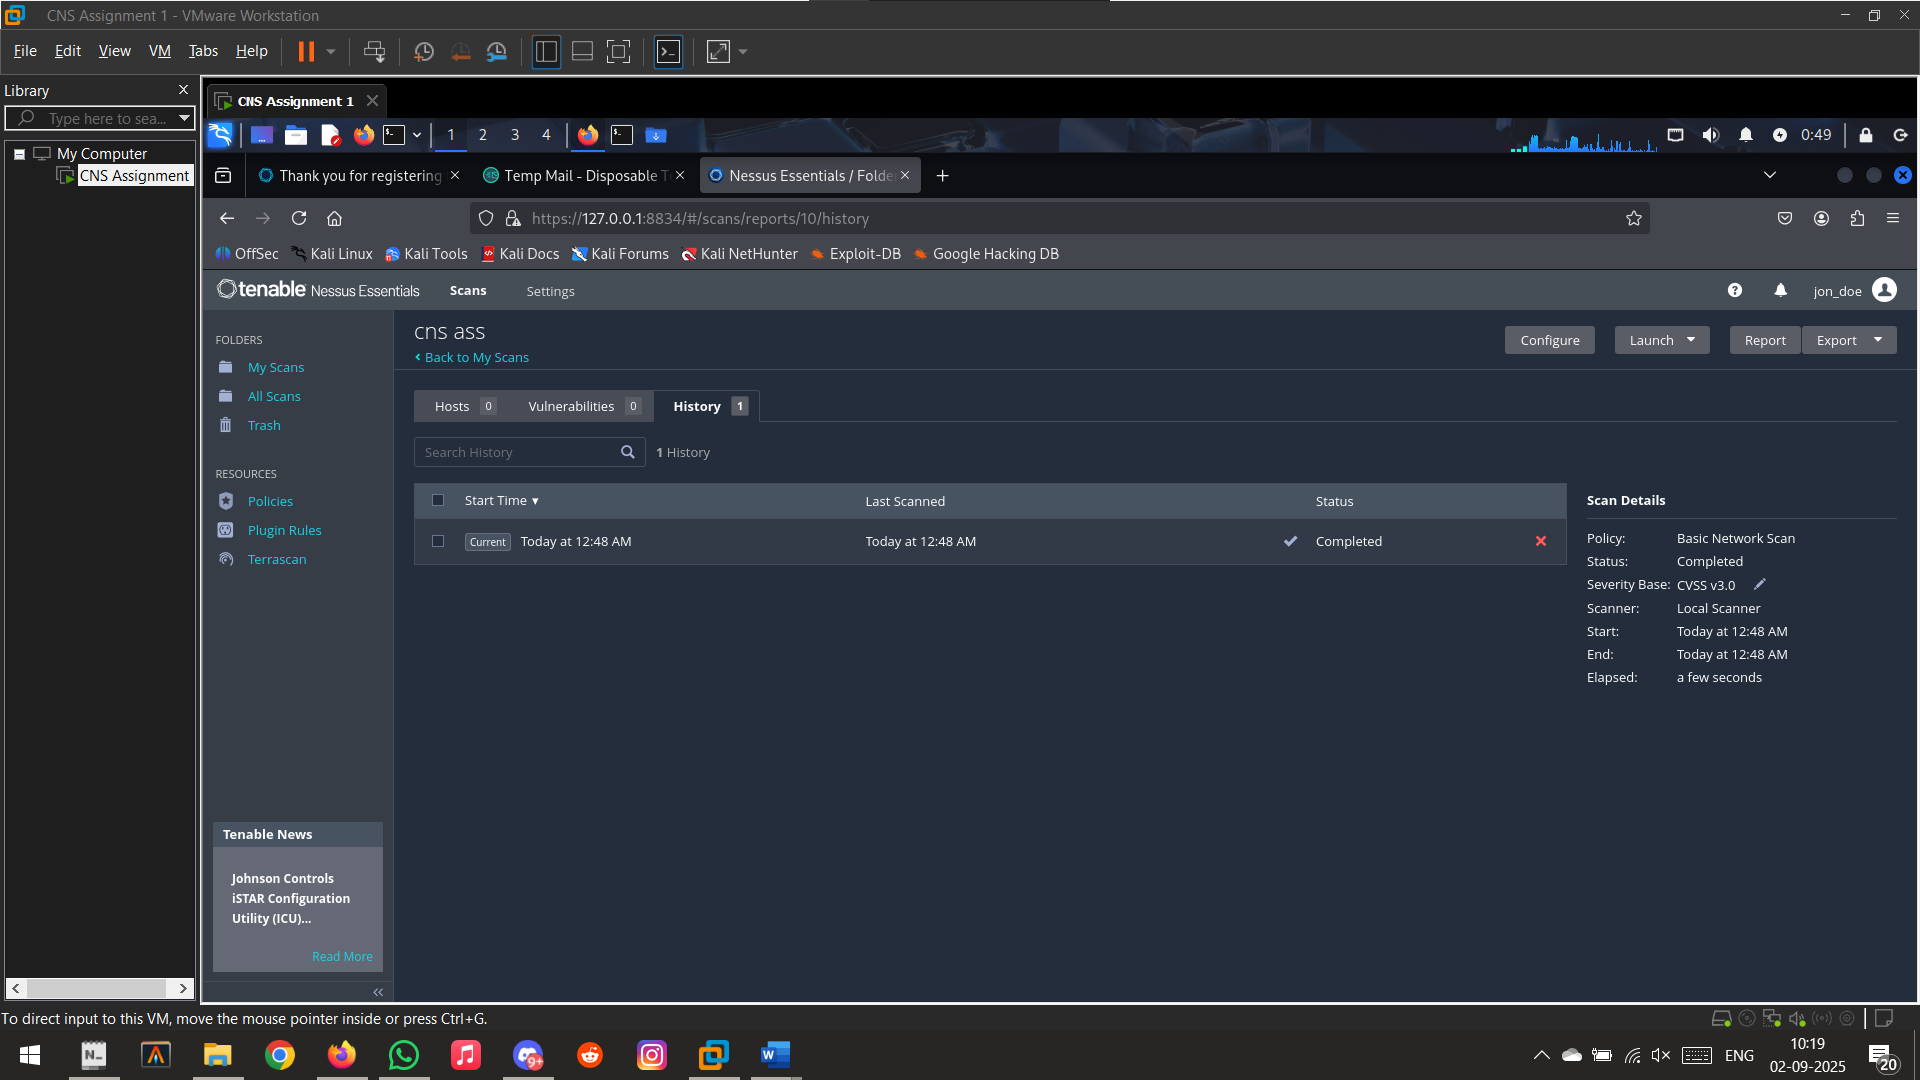 CNS Assignment 1 - VMware Workstation
File Edit View VM Tabs Help
Library
CNS Assignment 1
Type here to sea...
1 2 3 4
0:49
My Computer
CNS Assignment
Thank you for registering
Temp Mail - Disposable T
Nessus Essentials / Folde
https://127.0.0.1:8834/#/scans/reports/10/history
OffSec Kali Linux Kali Tools Kali Docs Kali Forums Kali NetHunter Exploit-DB Google Hacking DB
tenable Nessus Essentials Scans Settings jon_doe
FOLDERS
My Scans
All Scans
Trash
RESOURCES
Policies
Plugin Rules
Terrascan
cns ass
Back to My Scans
Configure Launch Report Export
Hosts 0 Vulnerabilities 0 History 1
Search History
1 History
Start Time Last Scanned Status
Current Today at 12:48 AM Today at 12:48 AM Completed
Scan Details
Policy: Basic Network Scan
Status: Completed
Severity Base: CVSS v3.0
Scanner: Local Scanner
Start: Today at 12:48 AM
End: Today at 12:48 AM
Elapsed: a few seconds
Tenable News
Johnson Controls
iSTAR Configuration
Utility (ICU)...
Read More
To direct input to this VM, move the mouse pointer inside or press Ctrl+G.
9+
ENG
10:19
02-09-2025
20